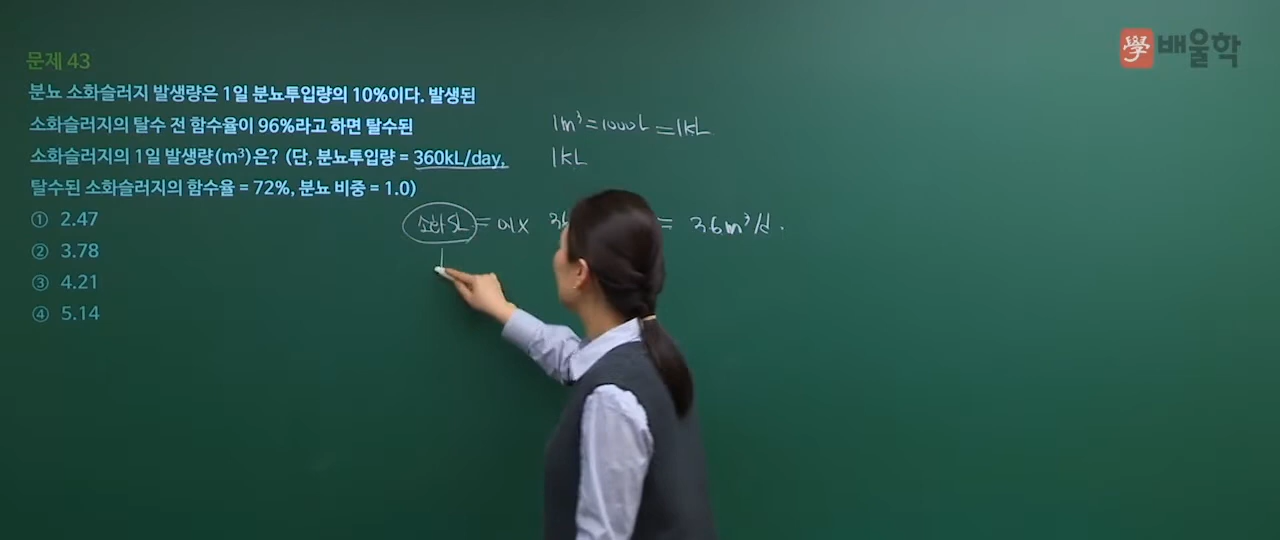 學 배울학
문제 43
분뇨 소화슬러지 발생량은 1일 분뇨투입량의 10%이다. 발생된
소화슬러지의 탈수 전 함수율이 96%라고 하면 탈수된
소화슬러지의 1일 발생량(m³)은? (단, 분뇨투입량 = 360kL/day,
탈수된 소화슬러지의 함수율 = 72%, 분뇨 비중 = 1.0)
① 2.47
② 3.78
③ 4.21
④ 5.14
1m³ = 1000L = 1kL
1kL
소화SL = 0.1 x 36 = 36m³/d.